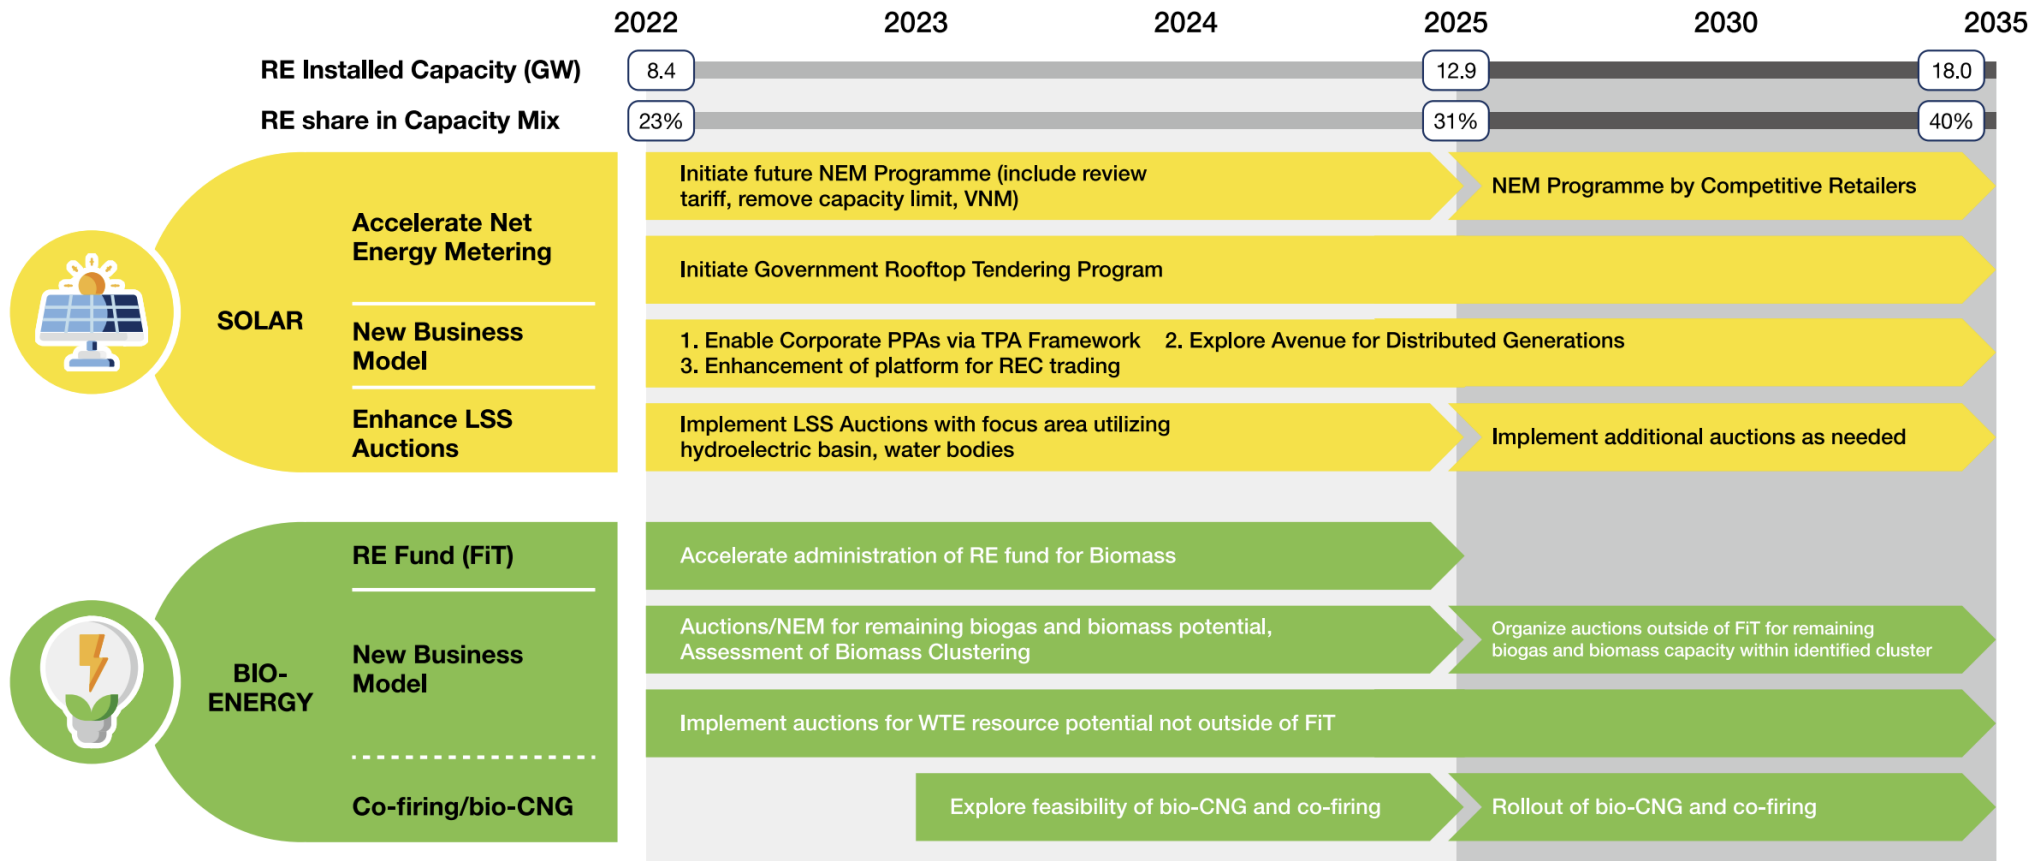 2022 2023 2024 2025 2030 2035
RE Installed Capacity (GW) 8.4 12.9 18.0
RE share in Capacity Mix 23% 31% 40%
SOLAR
Accelerate Net
Energy Metering
Initiate future NEM Programme (include review
tariff, remove capacity limit, VNM)
NEM Programme by Competitive Retailers
Initiate Government Rooftop Tendering Program
New Business
Model
1. Enable Corporate PPAs via TPA Framework 2. Explore Avenue for Distributed Generations
3. Enhancement of platform for REC trading
Enhance LSS
Auctions
Implement LSS Auctions with focus area utilizing
hydroelectric basin, water bodies
Implement additional auctions as needed
BIO-
ENERGY
RE Fund (FiT)
Accelerate administration of RE fund for Biomass
New Business
Model
Auctions/NEM for remaining biogas and biomass potential,
Assessment of Biomass Clustering
Organize auctions outside of FiT for remaining
biogas and biomass capacity within identified cluster
Implement auctions for WTE resource potential not outside of FiT
Co-firing/bio-CNG
Explore feasibility of bio-CNG and co-firing
Rollout of bio-CNG and co-firing